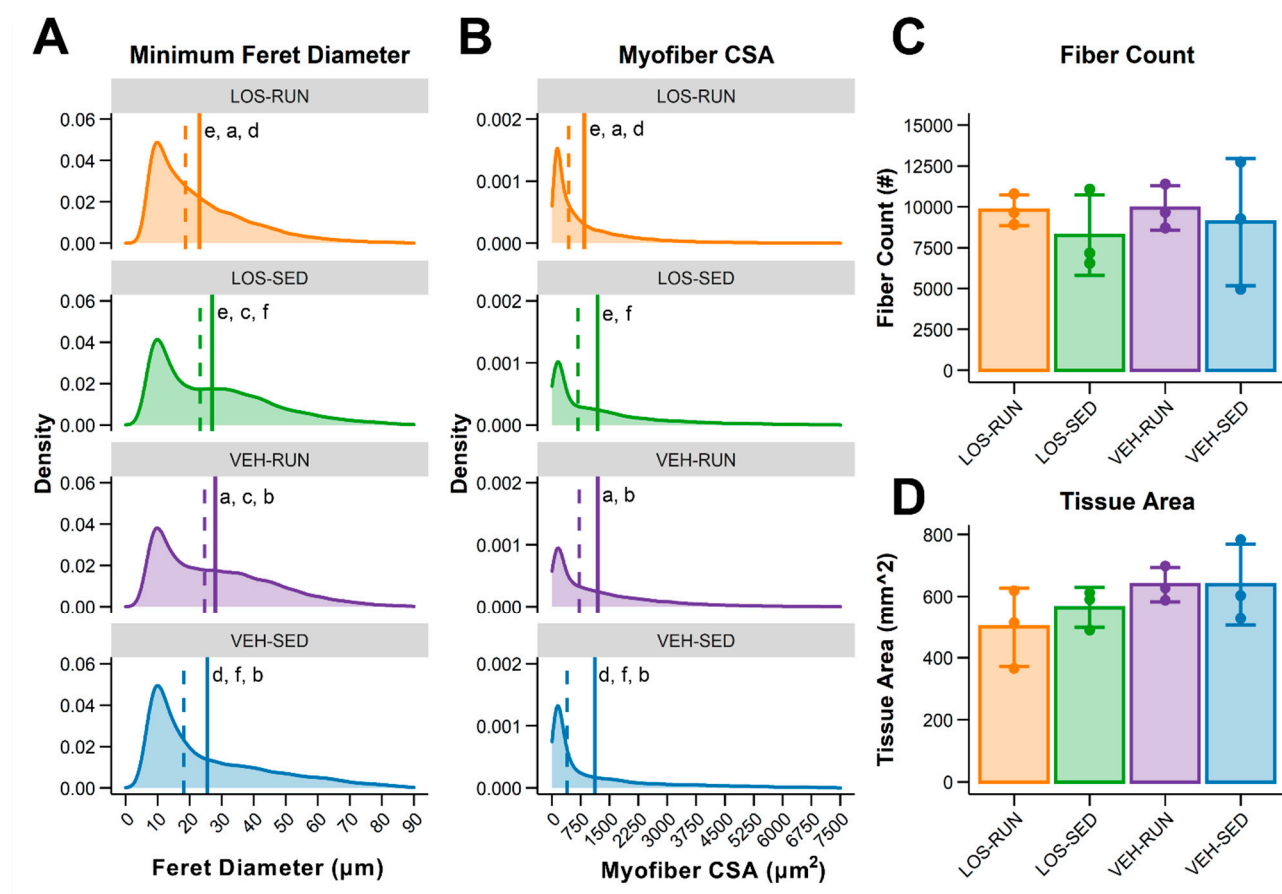 A
Minimum Feret Diameter
LOS-RUN
0.06
0.04
0.02
0.00
e, a, d
LOS-SED
0.06
0.04
0.02
0.00
e, c, f
VEH-RUN
0.06
0.04
0.02
0.00
a, c, b
VEH-SED
0.06
0.04
0.02
0.00
d, f, b
Density
0 10 20 30 40 50 60 70 80 90
Feret Diameter (μm)
B
Myofiber CSA
LOS-RUN
0.002
0.001
0.000
e, a, d
LOS-SED
0.002
0.001
0.000
e, f
VEH-RUN
0.002
0.001
0.000
a, b
VEH-SED
0.002
0.001
0.000
d, f, b
Density
0 750 1500 2250 3000 3750 4500 5250 6000 6750 7500
Myofiber CSA (μm²)
C
Fiber Count
15000
12500
10000
7500
5000
2500
0
Fiber Count (#)
LOS-RUN LOS-SED VEH-RUN VEH-SED
D
Tissue Area
800
600
400
200
0
Tissue Area (mm^2)
LOS-RUN LOS-SED VEH-RUN VEH-SED